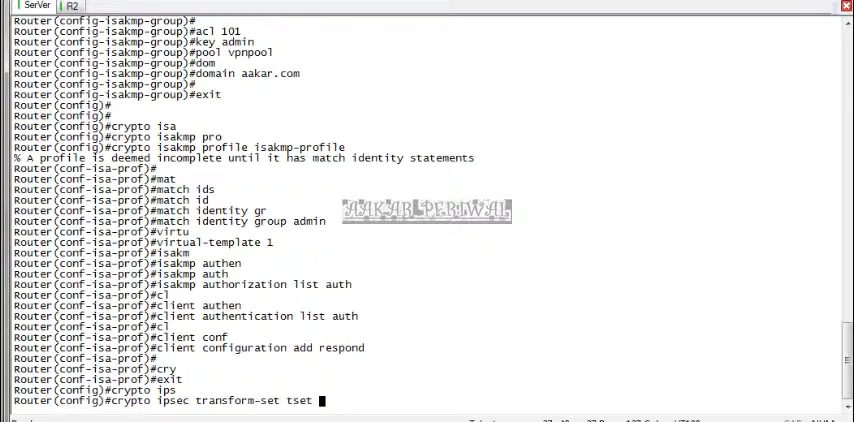 SerVer
R2
Router(config-isakmp-group)#
Router(config-isakmp-group)#acl 101
Router(config-isakmp-group)#key admin
Router(config-isakmp-group)#pool vpnpool
Router(config-isakmp-group)#dom
Router(config-isakmp-group)#domain aakar.com
Router(config-isakmp-group)#
Router(config-isakmp-group)#exit
Router(config)#
Router(config)#
Router(config)#crypto isa
Router(config)#crypto isakmp pro
Router(config)#crypto isakmp profile isakmp-profile
% A profile is deemed incomplete until it has match identity statements
Router(conf-isa-prof)#
Router(conf-isa-prof)#mat
Router(conf-isa-prof)#match ids
Router(conf-isa-prof)#match id
Router(conf-isa-prof)#match identity gr
Router(conf-isa-prof)#match identity group admin
Router(conf-isa-prof)#virtu
Router(conf-isa-prof)#virtual-template 1
Router(conf-isa-prof)#isakm
Router(conf-isa-prof)#isakmp authen
Router(conf-isa-prof)#isakmp auth
Router(conf-isa-prof)#isakmp authorization list auth
Router(conf-isa-prof)#cl
Router(conf-isa-prof)#client authen
Router(conf-isa-prof)#client authentication list auth
Router(conf-isa-prof)#cl
Router(conf-isa-prof)#client conf
Router(conf-isa-prof)#client configuration add respond
Router(conf-isa-prof)#
Router(conf-isa-prof)#cry
Router(conf-isa-prof)#exit
Router(config)#crypto ips
Router(config)#crypto ipsec transform-set tset
AAKAR PERIWAL